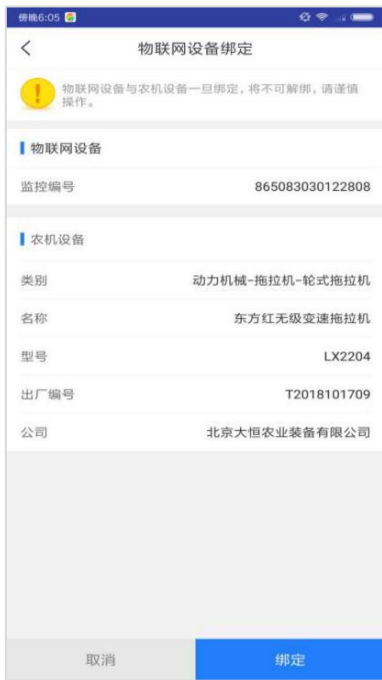 傍晚6:05
物联网设备绑定
物联网设备与农机设备一旦绑定，将不可解绑，请谨慎
操作。
物联网设备
监控编号 865083030122808
农机设备
类别 动力机械-拖拉机-轮式拖拉机
名称 东方红无级变速拖拉机
型号 LX2204
出厂编号 T2018101709
公司 北京大恒农业装备有限公司
取消 绑定